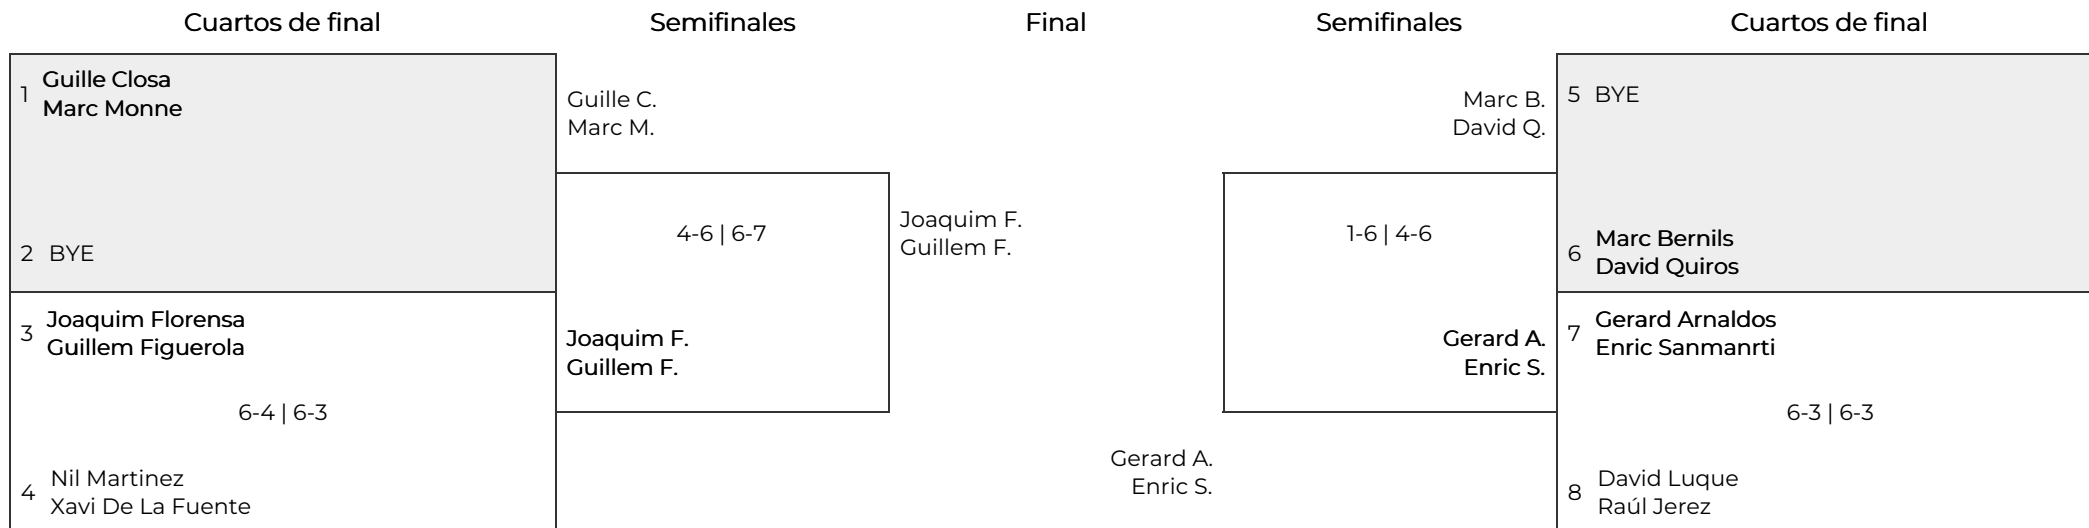 Cuartos de final
Semifinales
Final
Semifinales
Cuartos de final
1
Guille Closa
Marc Monne
2 BYE
3
Joaquim Florensa
Guillem Figuerola
6-4 | 6-3
4
Nil Martinez
Xavi De La Fuente
Guille C.
Marc M.
4-6 | 6-7
Joaquim F.
Guillem F.
Joaquim F.
Guillem F.
Gerard A.
Enric S.
Marc B.
David Q.
1-6 | 4-6
Gerard A.
Enric S.
5 BYE
6
Marc Bernils
David Quiros
7
Gerard Arnaldos
Enric Sanmanrti
6-3 | 6-3
8
David Luque
Raúl Jerez